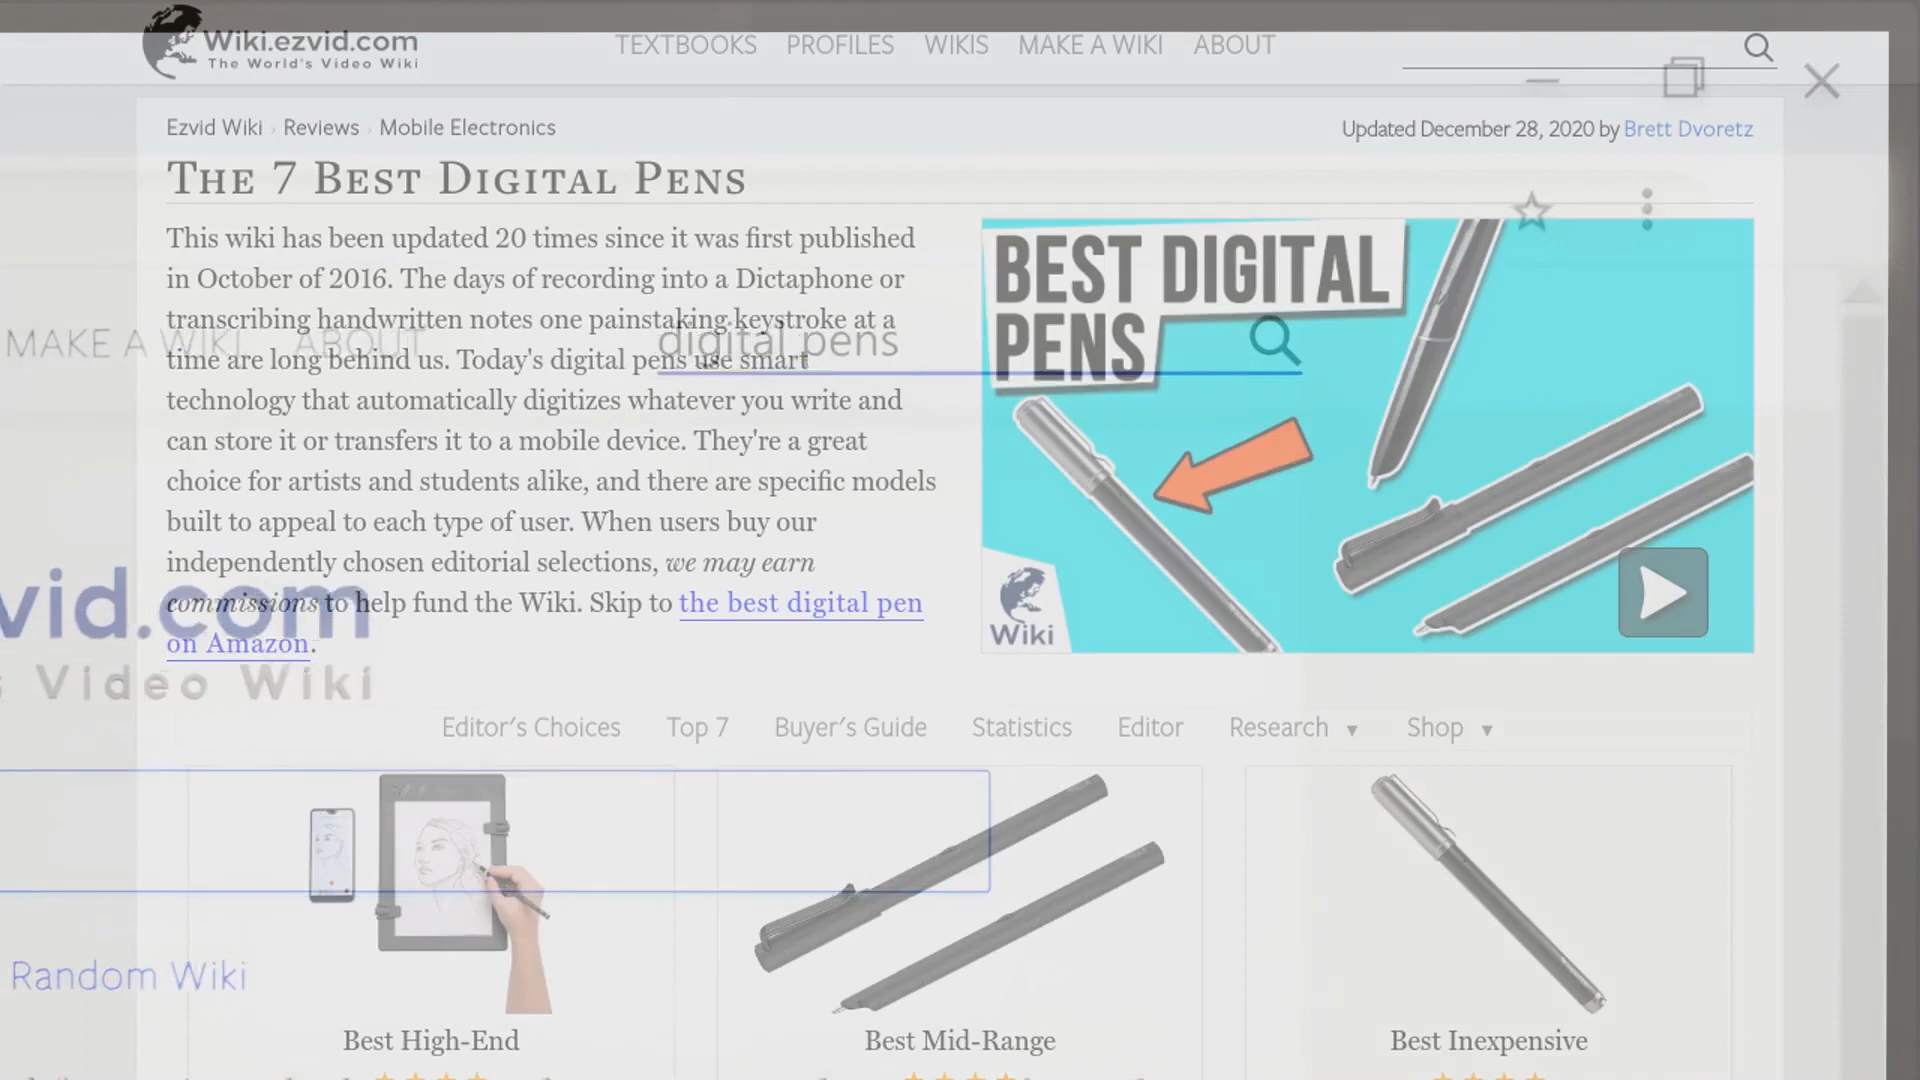 Wiki.ezvid.com
The World's Video Wiki
TEXTBOOKS PROFILES WIKIS MAKE A WIKI ABOUT
Ezvid Wiki › Reviews › Mobile Electronics
Updated December 28, 2020 by Brett Dvoretz
THE 7 BEST DIGITAL PENS
This wiki has been updated 20 times since it was first published
in October of 2016. The days of recording into a Dictaphone or
transcribing handwritten notes one painstaking keystroke at a
time are long behind us. Today's digital pens use smart
technology that automatically digitizes whatever you write and
can store it or transfers it to a mobile device. They're a great
choice for artists and students alike, and there are specific models
built to appeal to each type of user. When users buy our
independently chosen editorial selections, we may earn
commissions to help fund the Wiki. Skip to the best digital pen
on Amazon.
BEST DIGITAL
PENS
Wiki
MAKE A WIKI ABOUT
digital pens
vid.com
Video Wiki
Editor's Choices Top 7 Buyer's Guide Statistics Editor Research ▼ Shop ▼
Random Wiki
Best High-End
Best Mid-Range
Best Inexpensive